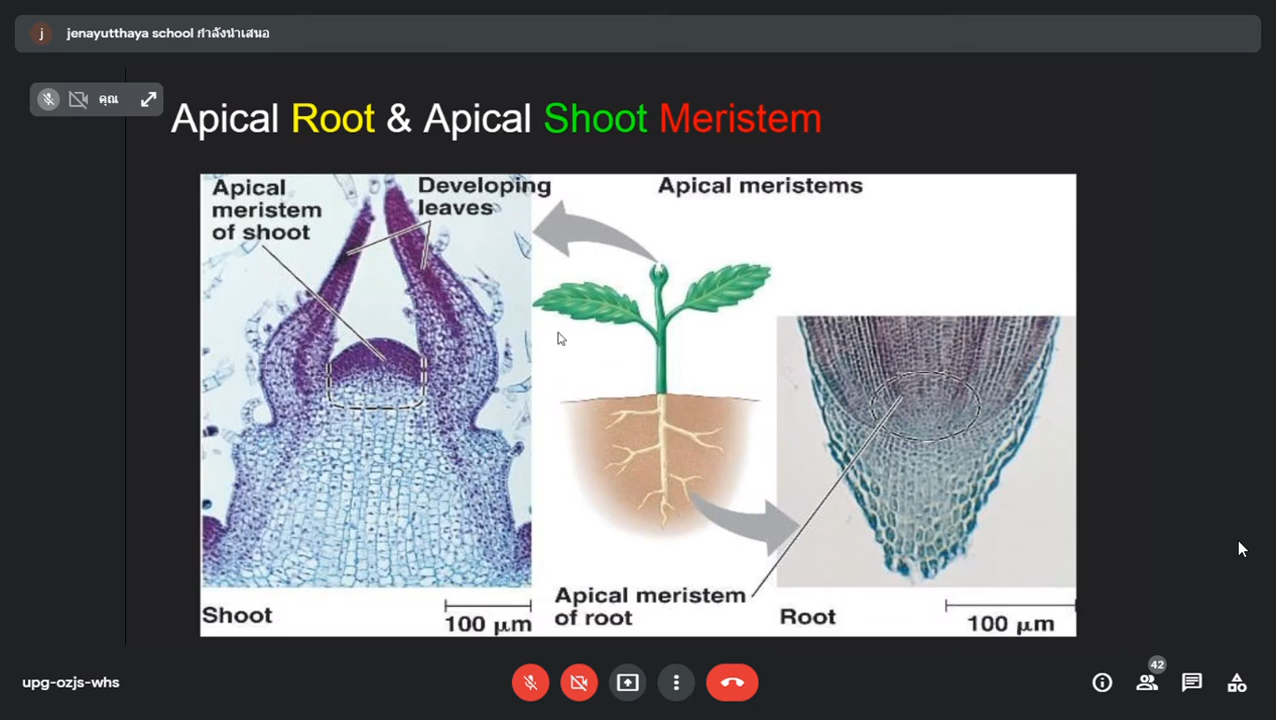 j
jenayutthaya school กำลังนำเสนอ
คุณ
Apical Root & Apical Shoot Meristem
Apical
meristem
of shoot
Developing
leaves
Apical meristems
Apical meristem
of root
Shoot
100 μm
Root
100 μm
upg-ozjs-whs
42